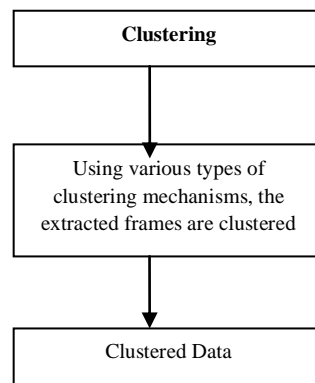 Clustering
Using various types of
clustering mechanisms, the
extracted frames are clustered
Clustered Data